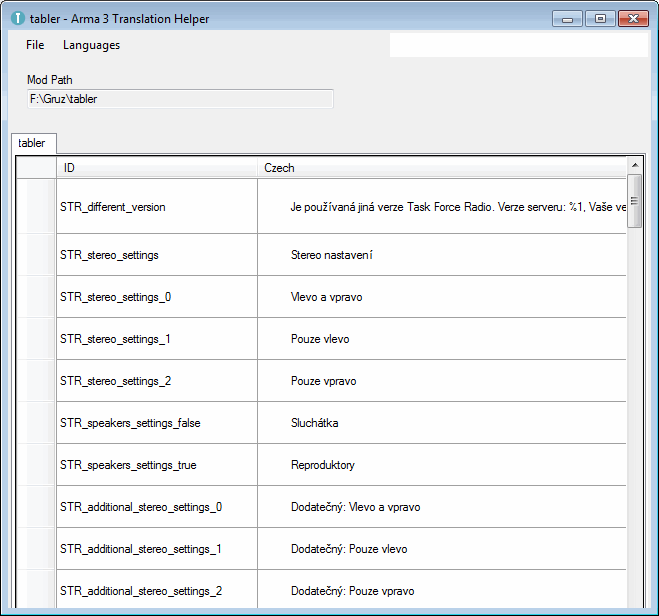 tabler - Arma 3 Translation Helper
File Languages
Mod Path
F:\Gruz\tabler
tabler
ID Czech
STR_different_version Je používaná jiná verze Task Force Radio. Verze serveru: %1, Vaše ve
STR_stereo_settings Stereo nastavení
STR_stereo_settings_0 Vlevo a vpravo
STR_stereo_settings_1 Pouze vlevo
STR_stereo_settings_2 Pouze vpravo
STR_speakers_settings_false Sluchátka
STR_speakers_settings_true Reproduktory
STR_additional_stereo_settings_0 Dodatečný: Vlevo a vpravo
STR_additional_stereo_settings_1 Dodatečný: Pouze vlevo
STR_additional_stereo_settings_2 Dodatečný: Pouze vpravo